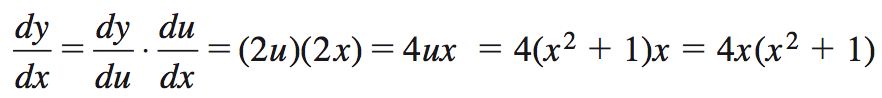 dy/dx = dy/du · du/dx = (2u)(2x) = 4ux = 4(x² + 1)x = 4x(x² + 1)